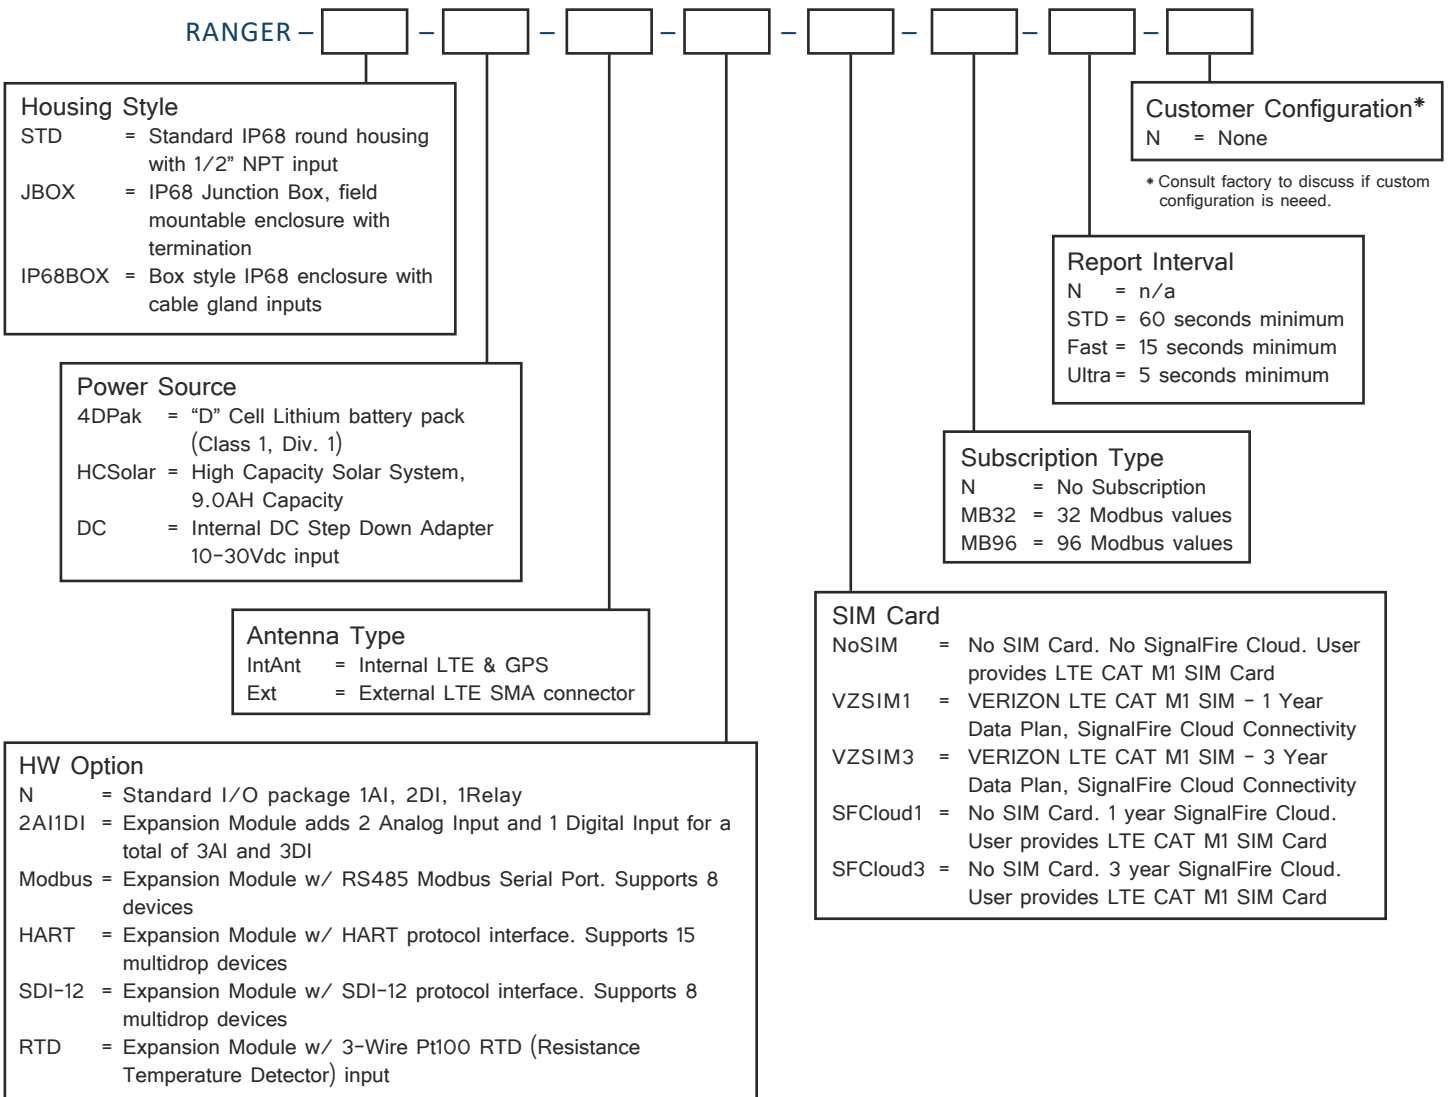 RANGER – – – – – – – –
Housing Style
STD = Standard IP68 round housing
with 1/2” NPT input
JBOX = IP68 Junction Box, field
mountable enclosure with
termination
IP68BOX = Box style IP68 enclosure with
cable gland inputs
Power Source
4DPak = “D” Cell Lithium battery pack
(Class 1, Div. 1)
HCSolar = High Capacity Solar System,
9.0AH Capacity
DC = Internal DC Step Down Adapter
10-30Vdc input
Antenna Type
IntAnt = Internal LTE & GPS
Ext = External LTE SMA connector
HW Option
N = Standard I/O package 1AI, 2DI, 1Relay
2AI1DI = Expansion Module adds 2 Analog Input and 1 Digital Input for a
total of 3AI and 3DI
Modbus = Expansion Module w/ RS485 Modbus Serial Port. Supports 8
devices
HART = Expansion Module w/ HART protocol interface. Supports 15
multidrop devices
SDI-12 = Expansion Module w/ SDI-12 protocol interface. Supports 8
multidrop devices
RTD = Expansion Module w/ 3-Wire Pt100 RTD (Resistance
Temperature Detector) input
SIM Card
NoSIM = No SIM Card. No SignalFire Cloud. User
provides LTE CAT M1 SIM Card
VZSIM1 = VERIZON LTE CAT M1 SIM - 1 Year
Data Plan, SignalFire Cloud Connectivity
VZSIM3 = VERIZON LTE CAT M1 SIM - 3 Year
Data Plan, SignalFire Cloud Connectivity
SFCloud1 = No SIM Card. 1 year SignalFire Cloud.
User provides LTE CAT M1 SIM Card
SFCloud3 = No SIM Card. 3 year SignalFire Cloud.
User provides LTE CAT M1 SIM Card
Subscription Type
N = No Subscription
MB32 = 32 Modbus values
MB96 = 96 Modbus values
Report Interval
N = n/a
STD = 60 seconds minimum
Fast = 15 seconds minimum
Ultra = 5 seconds minimum
Customer Configuration*
N = None
* Consult factory to discuss if custom
configuration is neeed.